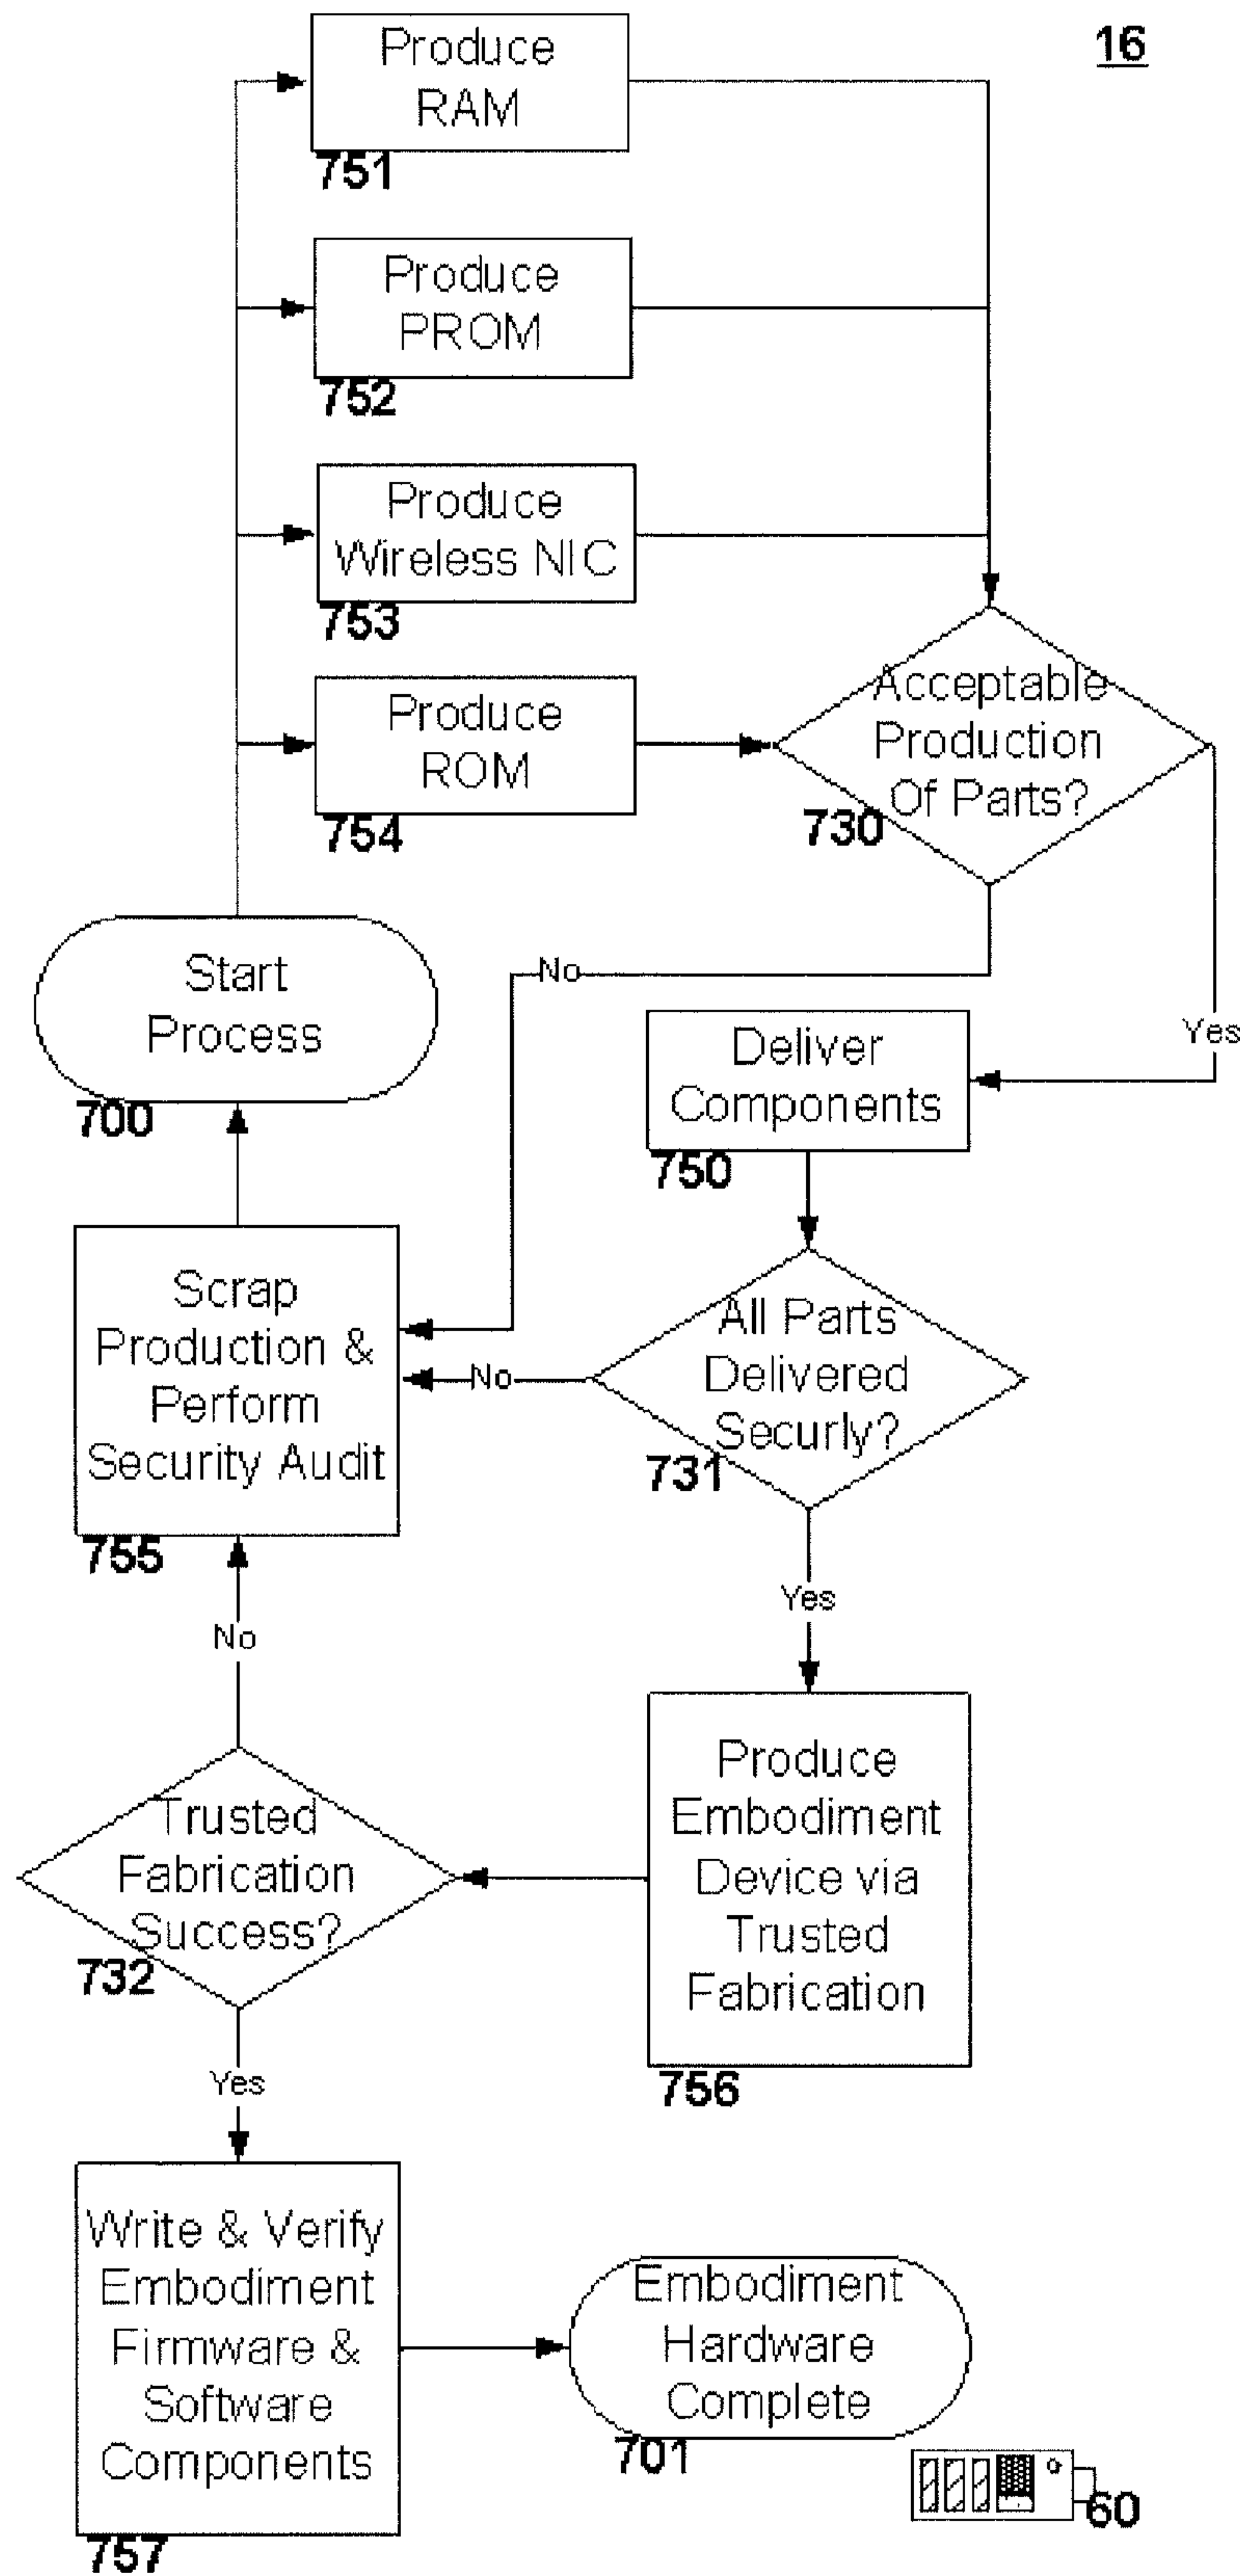 16
Produce
RAM
751
Produce
PROM
752
Produce
Wireless NIC
753
Produce
ROM
754
Acceptable
Production
Of Parts?
730
Start
Process
700
No
Yes
Deliver
Components
750
Scrap
Production &
Perform
Security Audit
755
No
All Parts
Delivered
Securly?
731
No
Yes
Trusted
Fabrication
Success?
732
Produce
Embodiment
Device via
Trusted
Fabrication
756
Yes
Write & Verify
Embodiment
Firmware &
Software
Components
757
Embodiment
Hardware
Complete
701
60